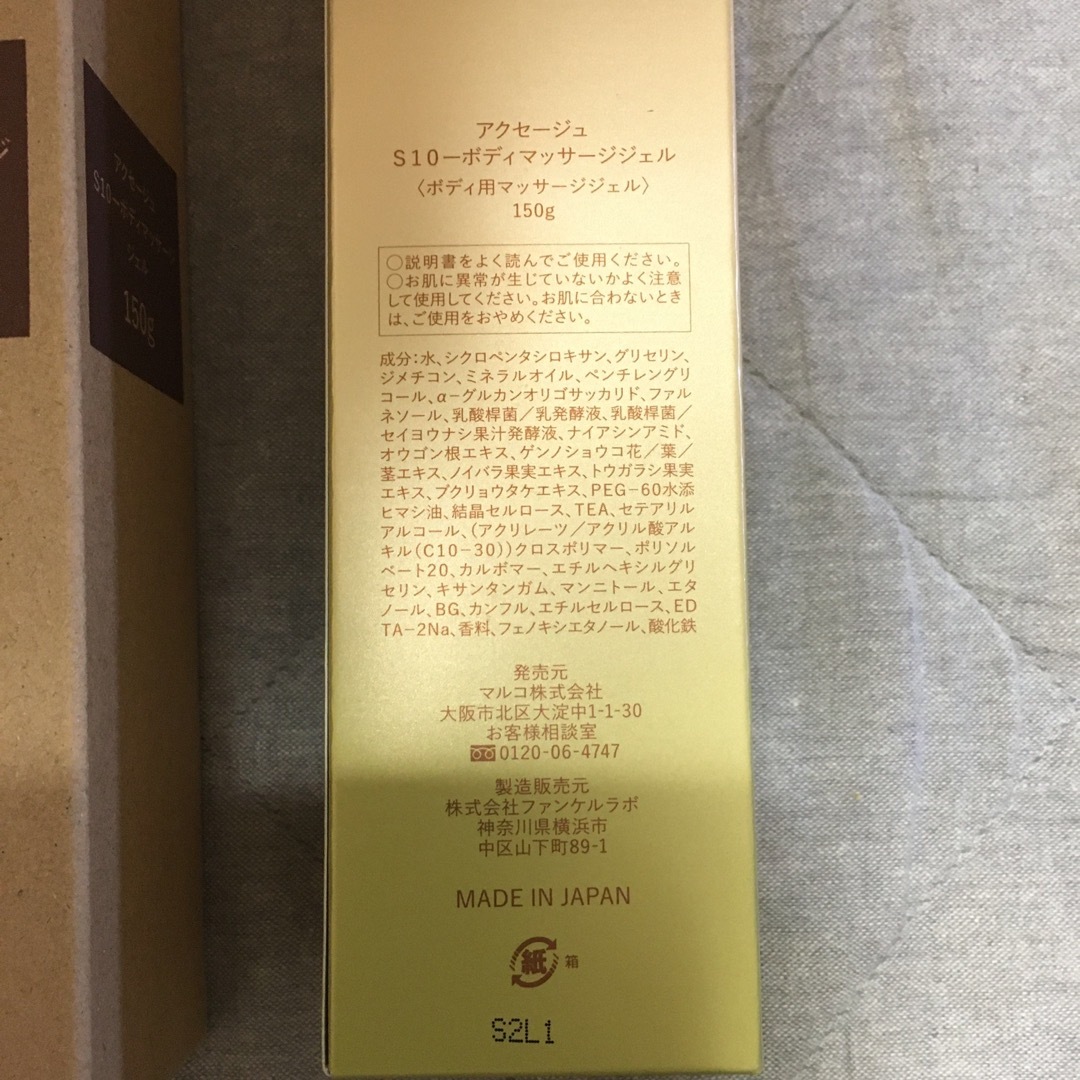 ジ
アクセージュ
S10ーボディマッサージ
ジェル
150g
アクセージュ
S10ーボディマッサージジェル
〈ボディ用マッサージジェル〉
150g
○説明書をよく読んでご使用ください。
○お肌に異常が生じていないかよく注意
して使用してください。お肌に合わないとき
は、ご使用をおやめください。
成分:水、シクロペンタシロキサン、グリセリン、
ジメチコン、ミネラルオイル、ペンチレングリ
コール、α-グルカンオリゴサッカリド、ファル
ネソール、乳酸桿菌/乳発酵液、乳酸桿菌/
セイヨウナシ果汁発酵液、ナイアシンアミド、
オウゴン根エキス、ゲンノショウコ花/葉/
茎エキス、ノイバラ果実エキス、トウガラシ果実
エキス、ブクリョウタケエキス、PEG-60水添
ヒマシ油、結晶セルロース、TEA、セテアリル
アルコール、(アクリレーツ/アクリル酸アル
キル(C10-30))クロスポリマー、ポリソル
ベート20、カルボマー、エチルヘキシルグリ
セリン、キサンタンガム、マンニトール、エタ
ノール、BG、カンフル、エチルセルロース、ED
TA-2Na、香料、フェノキシエタノール、酸化鉄
発売元
マルコ株式会社
大阪市北区大淀中1-1-30
お客様相談室
0120-06-4747
製造販売元
株式会社ファンケルラボ
神奈川県横浜市
中区山下町89-1
MADE IN JAPAN
紙 箱
S2L1